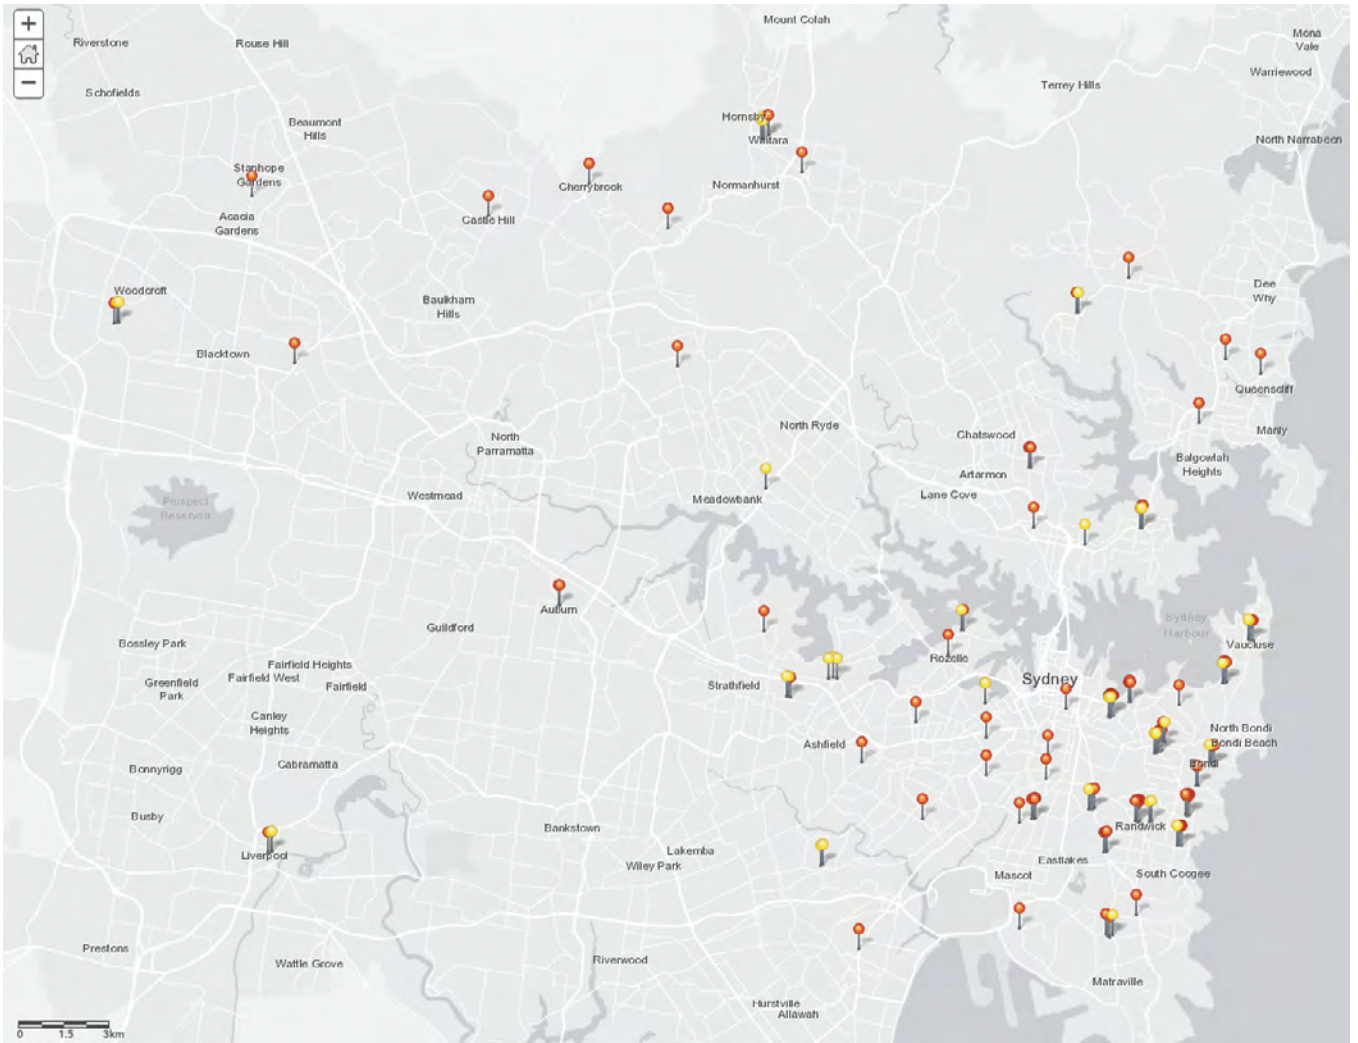 Mount Colah
Riverstone
Rouse Hill
Mona
Vale
Warriewood
Schofields
Terrey Hills
Beaumont
Hills
Hornsby
Waitara
North Narrabeen
Stanhope
Gardens
Cherrybrook
Normanhurst
Acacia
Gardens
Castle Hill
Woodcroft
Dee
Why
Baulkham
Hills
Blacktown
Queenscliff
North
Parramatta
North Ryde
Chatswood
Manly
Balgowlah
Heights
Artarmon
Westmead
Meadowbank
Lane Cove
Prospect
Reservoir
Auburn
Guildford
Sydney
Harbour
Bossley Park
Vaucluse
Rozelle
Fairfield Heights
Fairfield West
Greenfield
Park
Fairfield
Strathfield
Sydney
Canley
Heights
North Bondi
Bondi Beach
Ashfield
Bondi
Bonnyrigg
Cabramatta
Busby
Bankstown
Randwick
Liverpool
Lakemba
Wiley Park
Eastlakes
Mascot
South Coogee
Prestons
Wattle Grove
Riverwood
Matraville
Hurstville
Allawah
0 1.5 3km